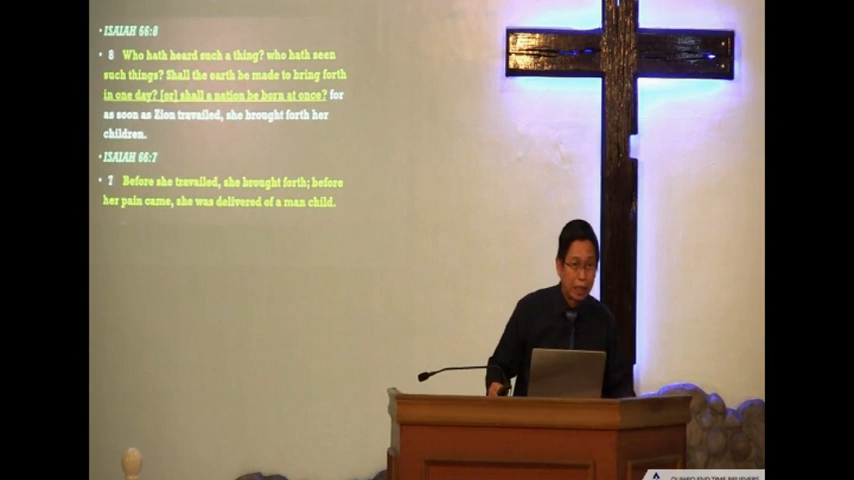 • ISAIAH 66:8
• 8 Who hath heard such a thing? who hath seen
such things? Shall the earth be made to bring forth
in one day? [or] shall a nation be born at once? for
as soon as Zion travailed, she brought forth her
children.
• ISAIAH 66:7
• 7 Before she travailed, she brought forth; before
her pain came, she was delivered of a man child.
END TIME BELIEVERS